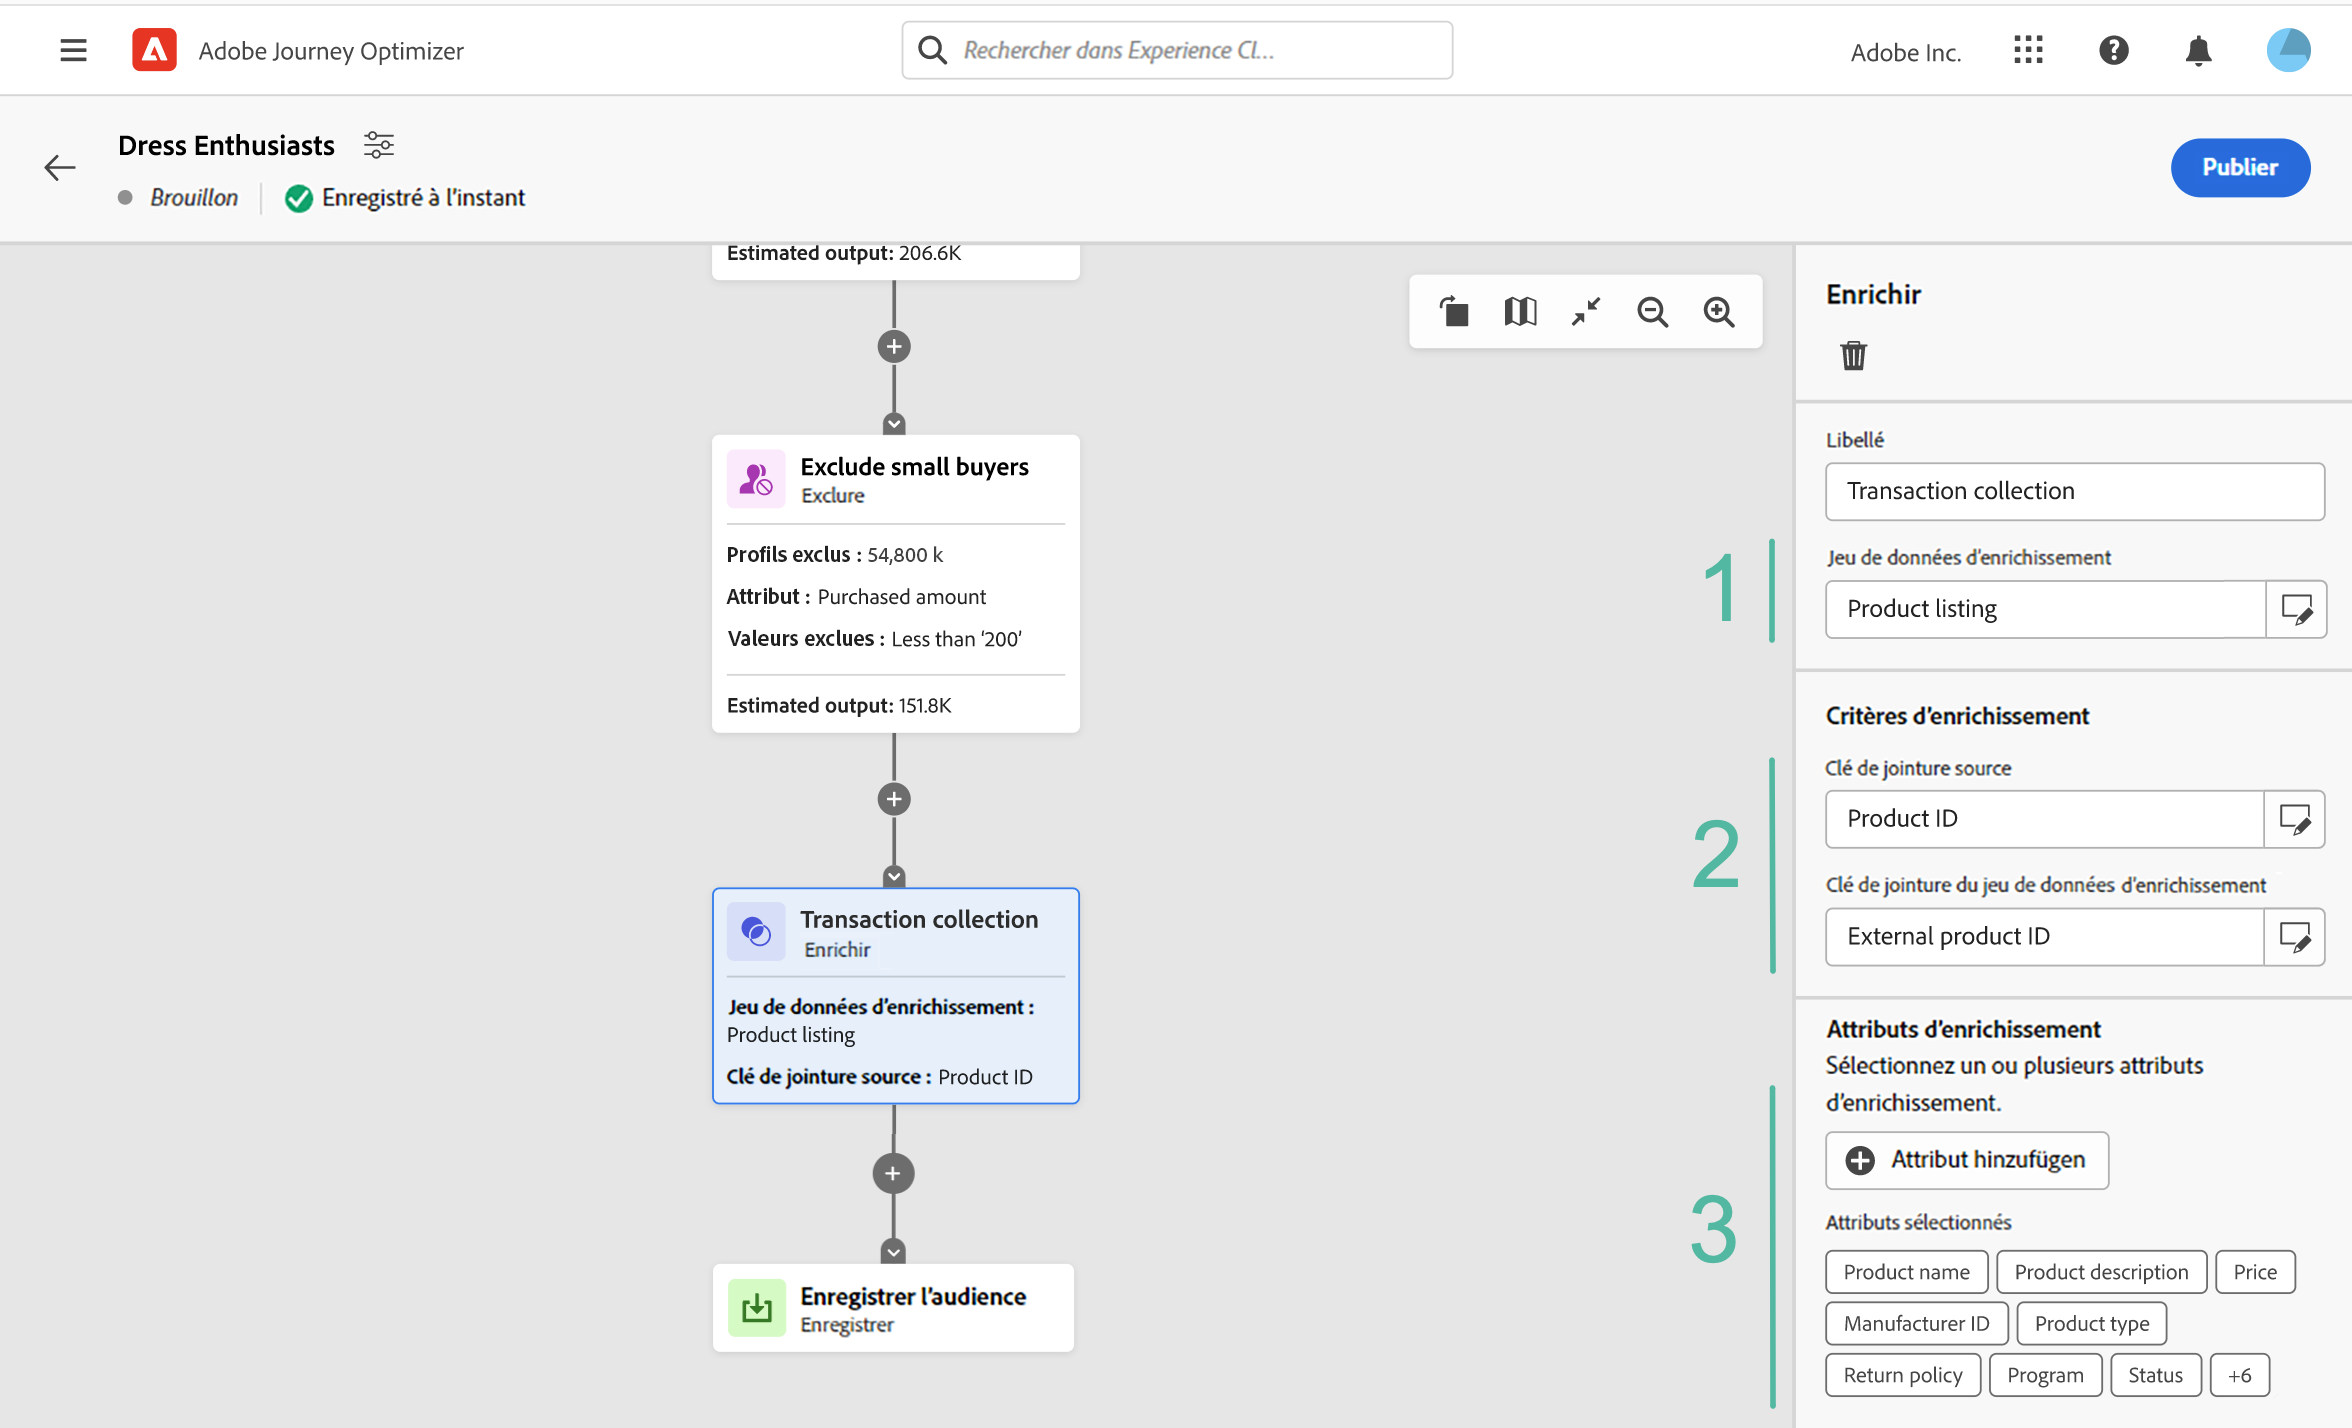 Adobe Journey Optimizer
Rechercher dans Experience Cl...
Adobe Inc.
Dress Enthusiasts
Brouillon
Enregistré à l'instant
Publier
Estimated output: 206.6K
Exclude small buyers
Exclure
Profils exclus : 54,800 k
Attribut : Purchased amount
Valeurs exclues : Less than ‘200’
Estimated output: 151.8K
Transaction collection
Enrichir
Jeu de données d’enrichissement :
Product listing
Clé de jointure source : Product ID
Enregistrer l’audience
Enregistrer
Enrichir
Libellé
Transaction collection
1
Jeu de données d’enrichissement
Product listing
Critères d’enrichissement
2
Clé de jointure source
Product ID
Clé de jointure du jeu de données d’enrichissement
External product ID
3
Attributs d’enrichissement
Sélectionnez un ou plusieurs attributs
d’enrichissement.
Attribut hinzufügen
Attributs sélectionnés
Product name Product description Price
Manufacturer ID Product type
Return policy Program Status +6